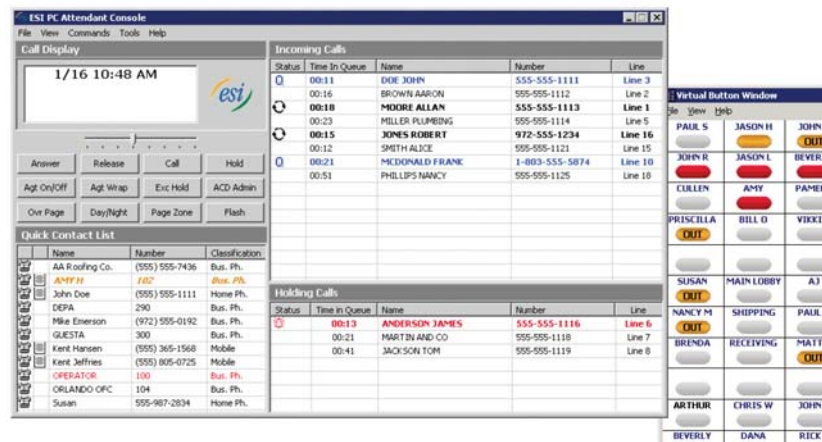 ESI PC Attendant Console
File View Commands Tools Help
Call Display
1/16 10:48 AM
esi
Answer Release Call Hold
Agt On/Off Agt Wrap Exc Hold ACD Admin
Ovr Page Day/Nght Page Zone Flash
Quick Contact List
Name Number Classification
AA Roofing Co. (555) 555-7436 Bus. Ph.
AMY H 102 Bus. Ph.
John Doe (555) 555-1111 Home Ph.
DEPA 290 Bus. Ph.
Mike Emerson (972) 555-0192 Bus. Ph.
GUESTA 300 Bus. Ph.
Kent Hansen (555) 365-1568 Mobile
Kent Jeffries (555) 805-0725 Mobile
OPERATOR 100 Bus. Ph.
ORLANDO OFC 104 Bus. Ph.
Susan 555-987-2834 Home Ph.
Incoming Calls
Status Time In Queue Name Number Line
00:11 DOE JOHN 555-555-1111 Line 3
00:16 BROWN AARON 555-555-1112 Line 2
00:18 MOORE ALLAN 555-555-1113 Line 1
00:23 MILLER PLUMBING 555-555-1114 Line 5
00:15 JONES ROBERT 972-555-1234 Line 16
00:12 SMITH ALICE 555-555-1121 Line 15
00:21 MCDONALD FRANK 1-803-555-5874 Line 10
00:51 PHILLIPS NANCY 555-555-1125 Line 18
Holding Calls
Status Time in Queue Name Number Line
00:13 ANDERSON JAMES 555-555-1116 Line 6
00:21 MARTIN AND CO 555-555-1118 Line 7
00:41 JACKSON TOM 555-555-1119 Line 8
Virtual Button Window
View Help
PAUL S JASON H JOHN
OUT
JOHN R JASON L BEVER
CULLEN AMY PAMEL
PRISCILLA BILL O VIKKI
OUT
SUSAN MAIN LOBBY AJ
OUT
NANCY M SHIPPING PAUL
OUT
BRENDA RECEIVING MATT
OUT
ARTHUR CHRIS W JOHN
BEVERLY DANA RICK